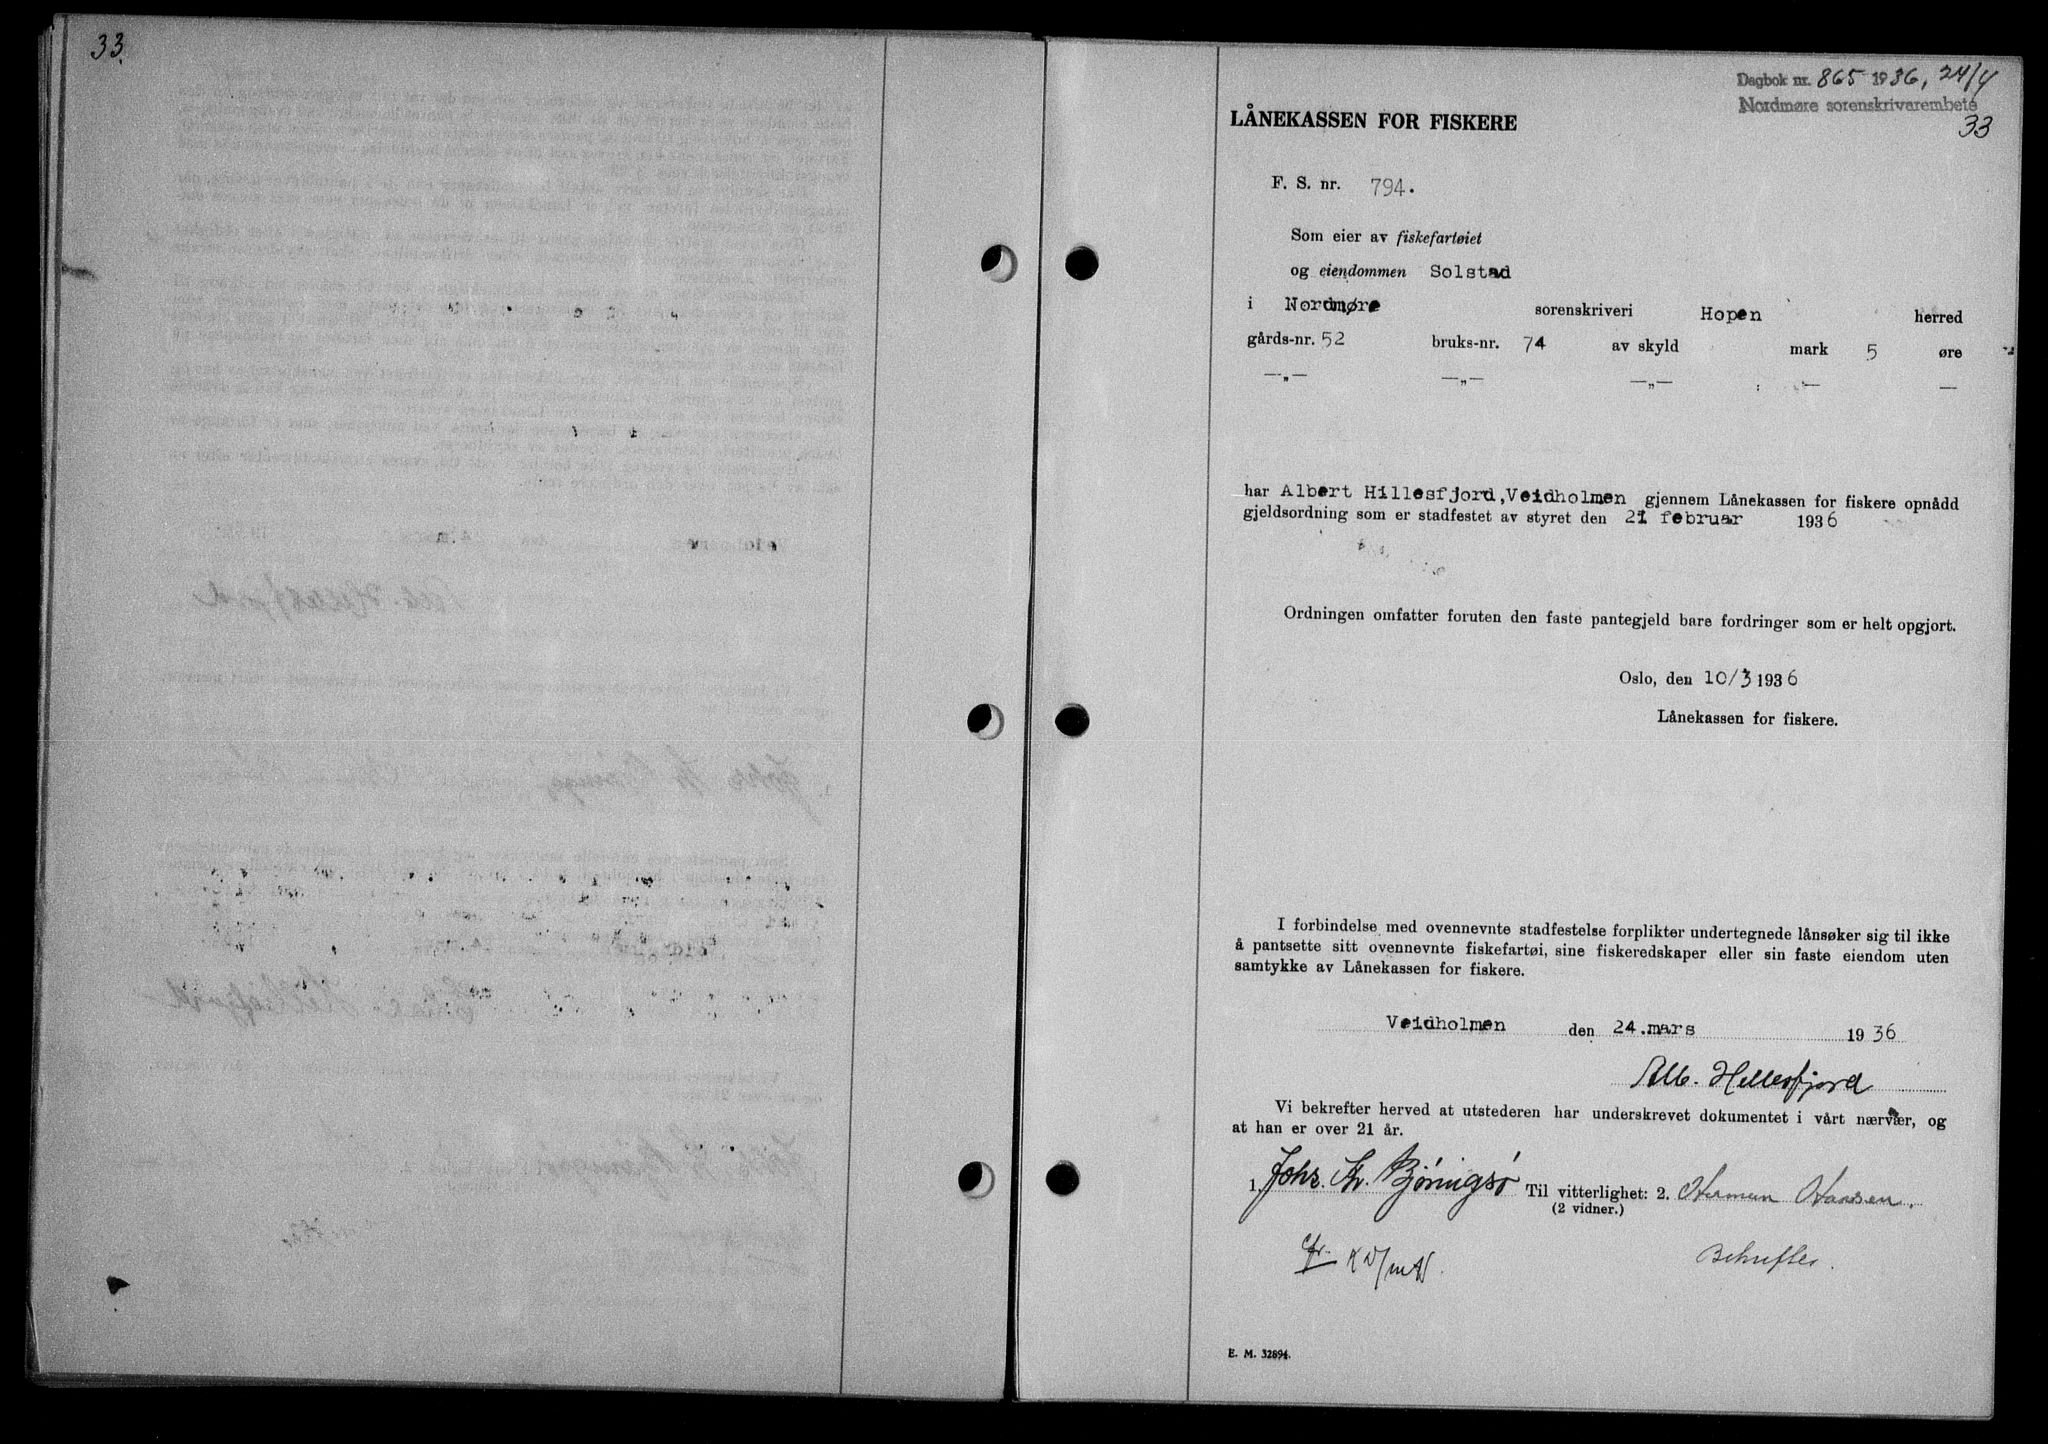 33.
Dagbok nr. 865 1936, 24/4
Nordmøre sorenskrivarembete
33
LÅNEKASSEN FOR FISKERE
F. S. nr. 794.
Som eier av fiskefartøiet
og eiendommen Solstad
i Nordmøre sorenskriveri Hopen herred
gårds-nr. 52 bruks-nr. 74 av skyld mark 5 øre
—„— —„— —„— —„— —
har Albert Hillesfjord, Veidholmen gjennem Lånekassen for fiskere opnådd
gjeldsordning som er stadfestet av styret den 21 februar 1936
Ordningen omfatter foruten den faste pantegjeld bare fordringer som er helt opgjort.
Oslo, den 10/3 1936
Lånekassen for fiskere.
I forbindelse med ovennevnte stadfestelse forplikter undertegnede lånsøker sig til ikke
å pantsette sitt ovennevnte fiskefartøi, sine fiskeredskaper eller sin faste eiendom uten
samtykke av Lånekassen for fiskere.
Veidholmen den 24. mars 1936
Alb. Hillesfjord
Vi bekrefter herved at utstederen har underskrevet dokumentet i vårt nærvær, og
at han er over 21 år.
1. Johs. Kr. Björingsö Til vitterlighet: 2. Herman Hansen.
(2 vidner.)
Bekreftes.
E. M. 32894.